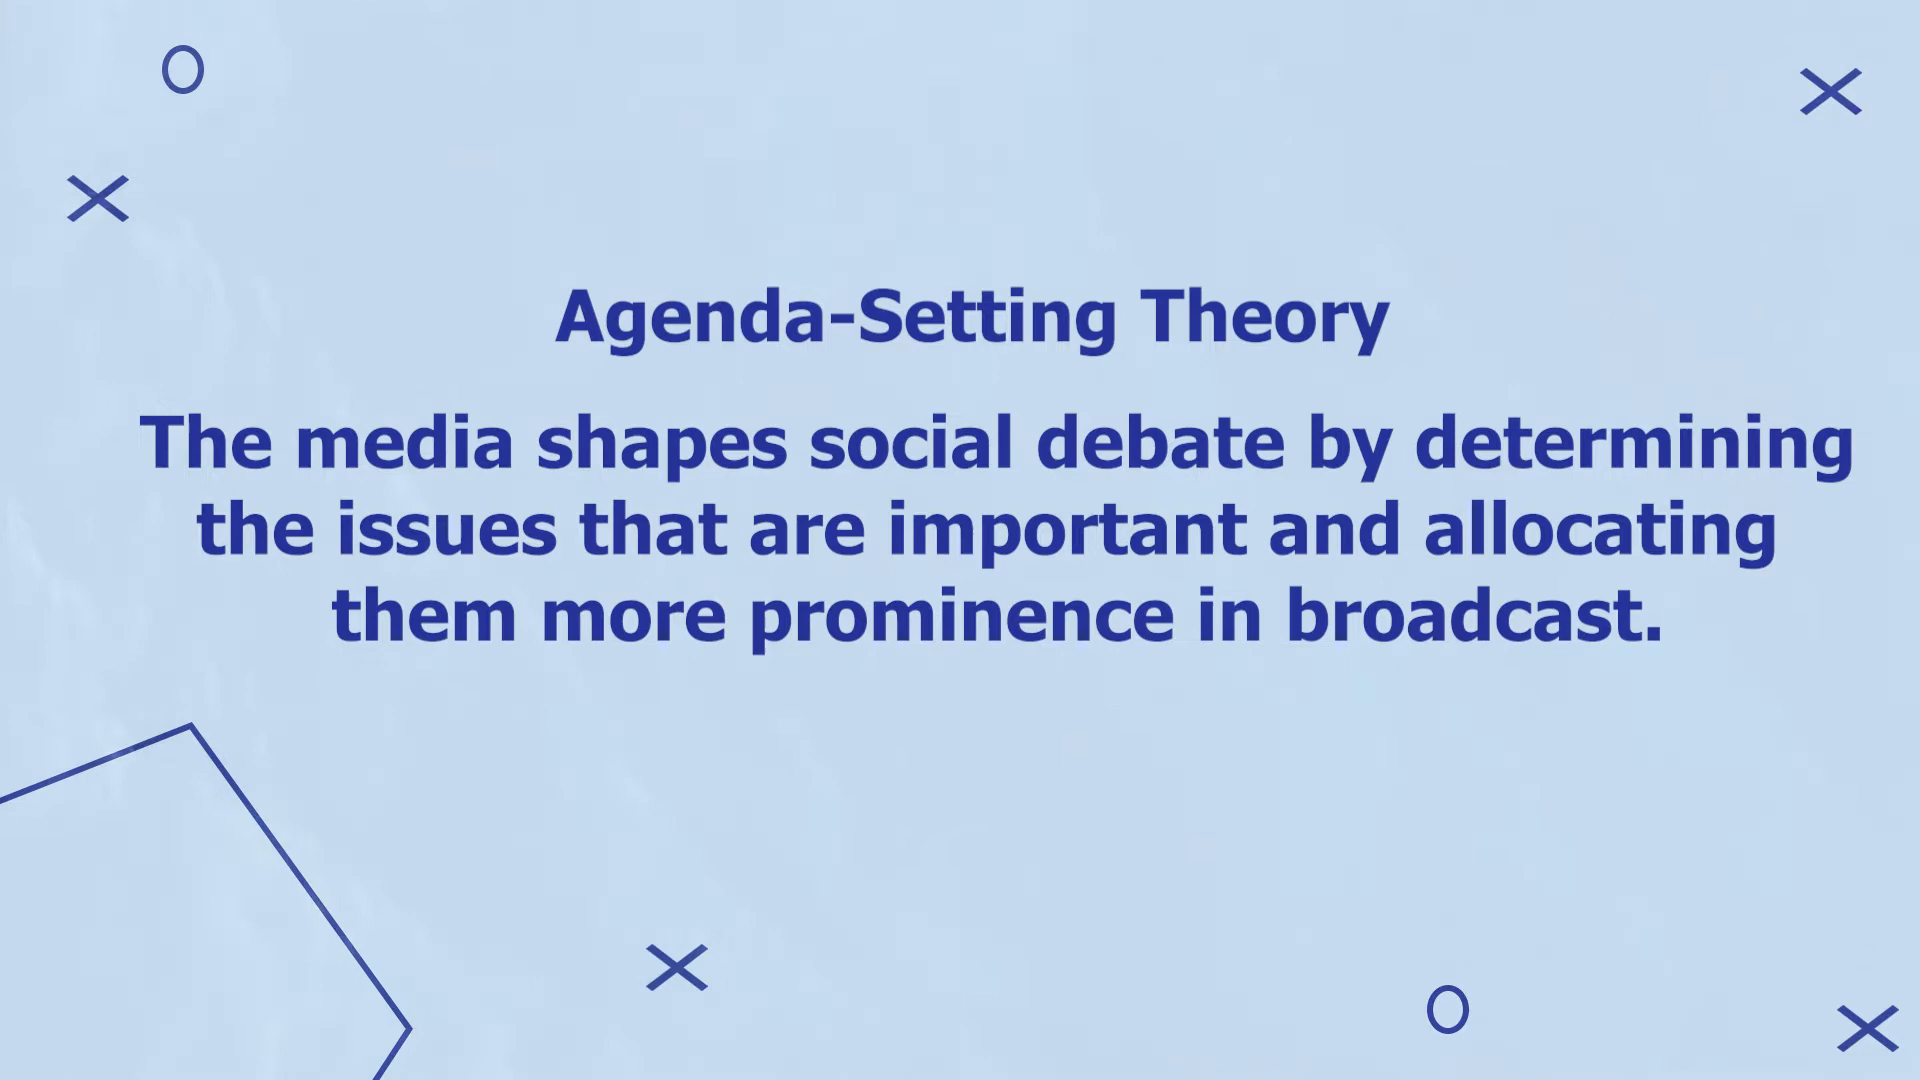 Agenda-Setting Theory
The media shapes social debate by determining
the issues that are important and allocating
them more prominence in broadcast.